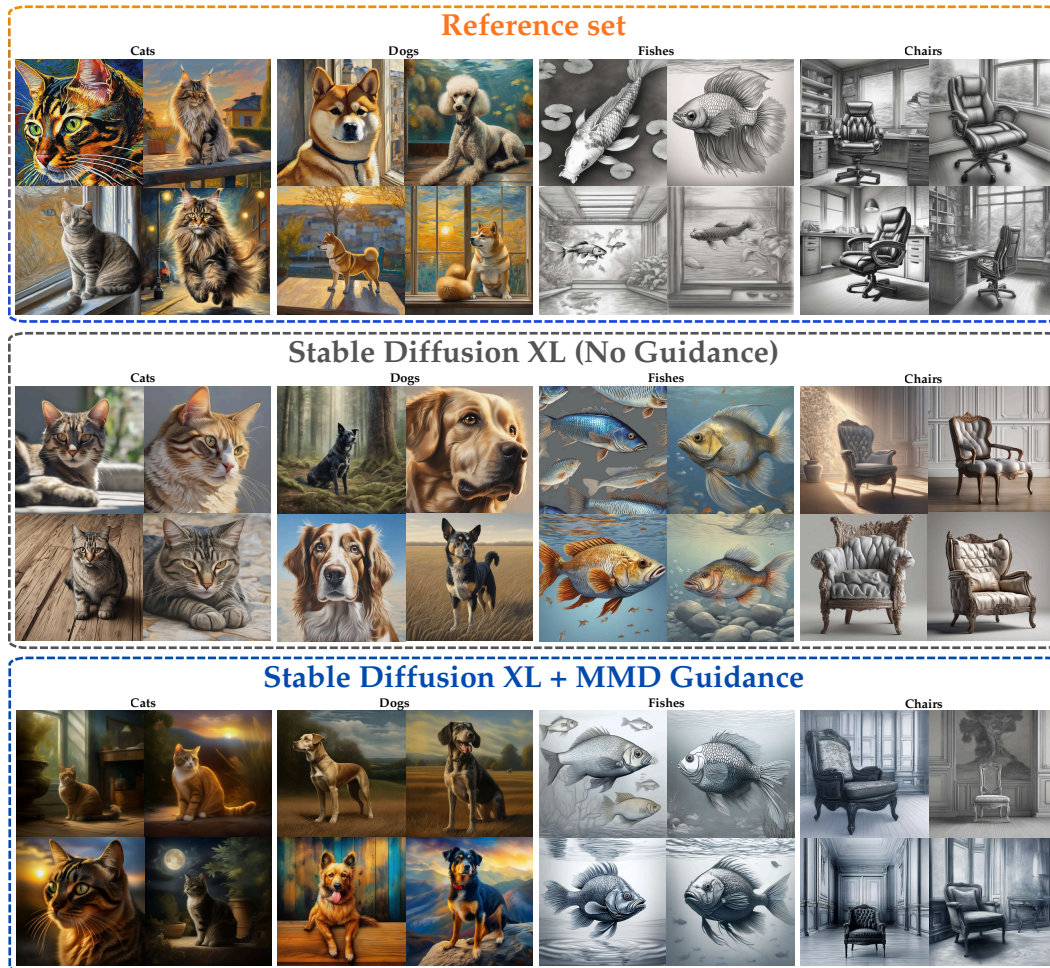 Reference set
Cats Dogs Fishes Chairs
Stable Diffusion XL (No Guidance)
Cats Dogs Fishes Chairs
Stable Diffusion XL + MMD Guidance
Cats Dogs Fishes Chairs